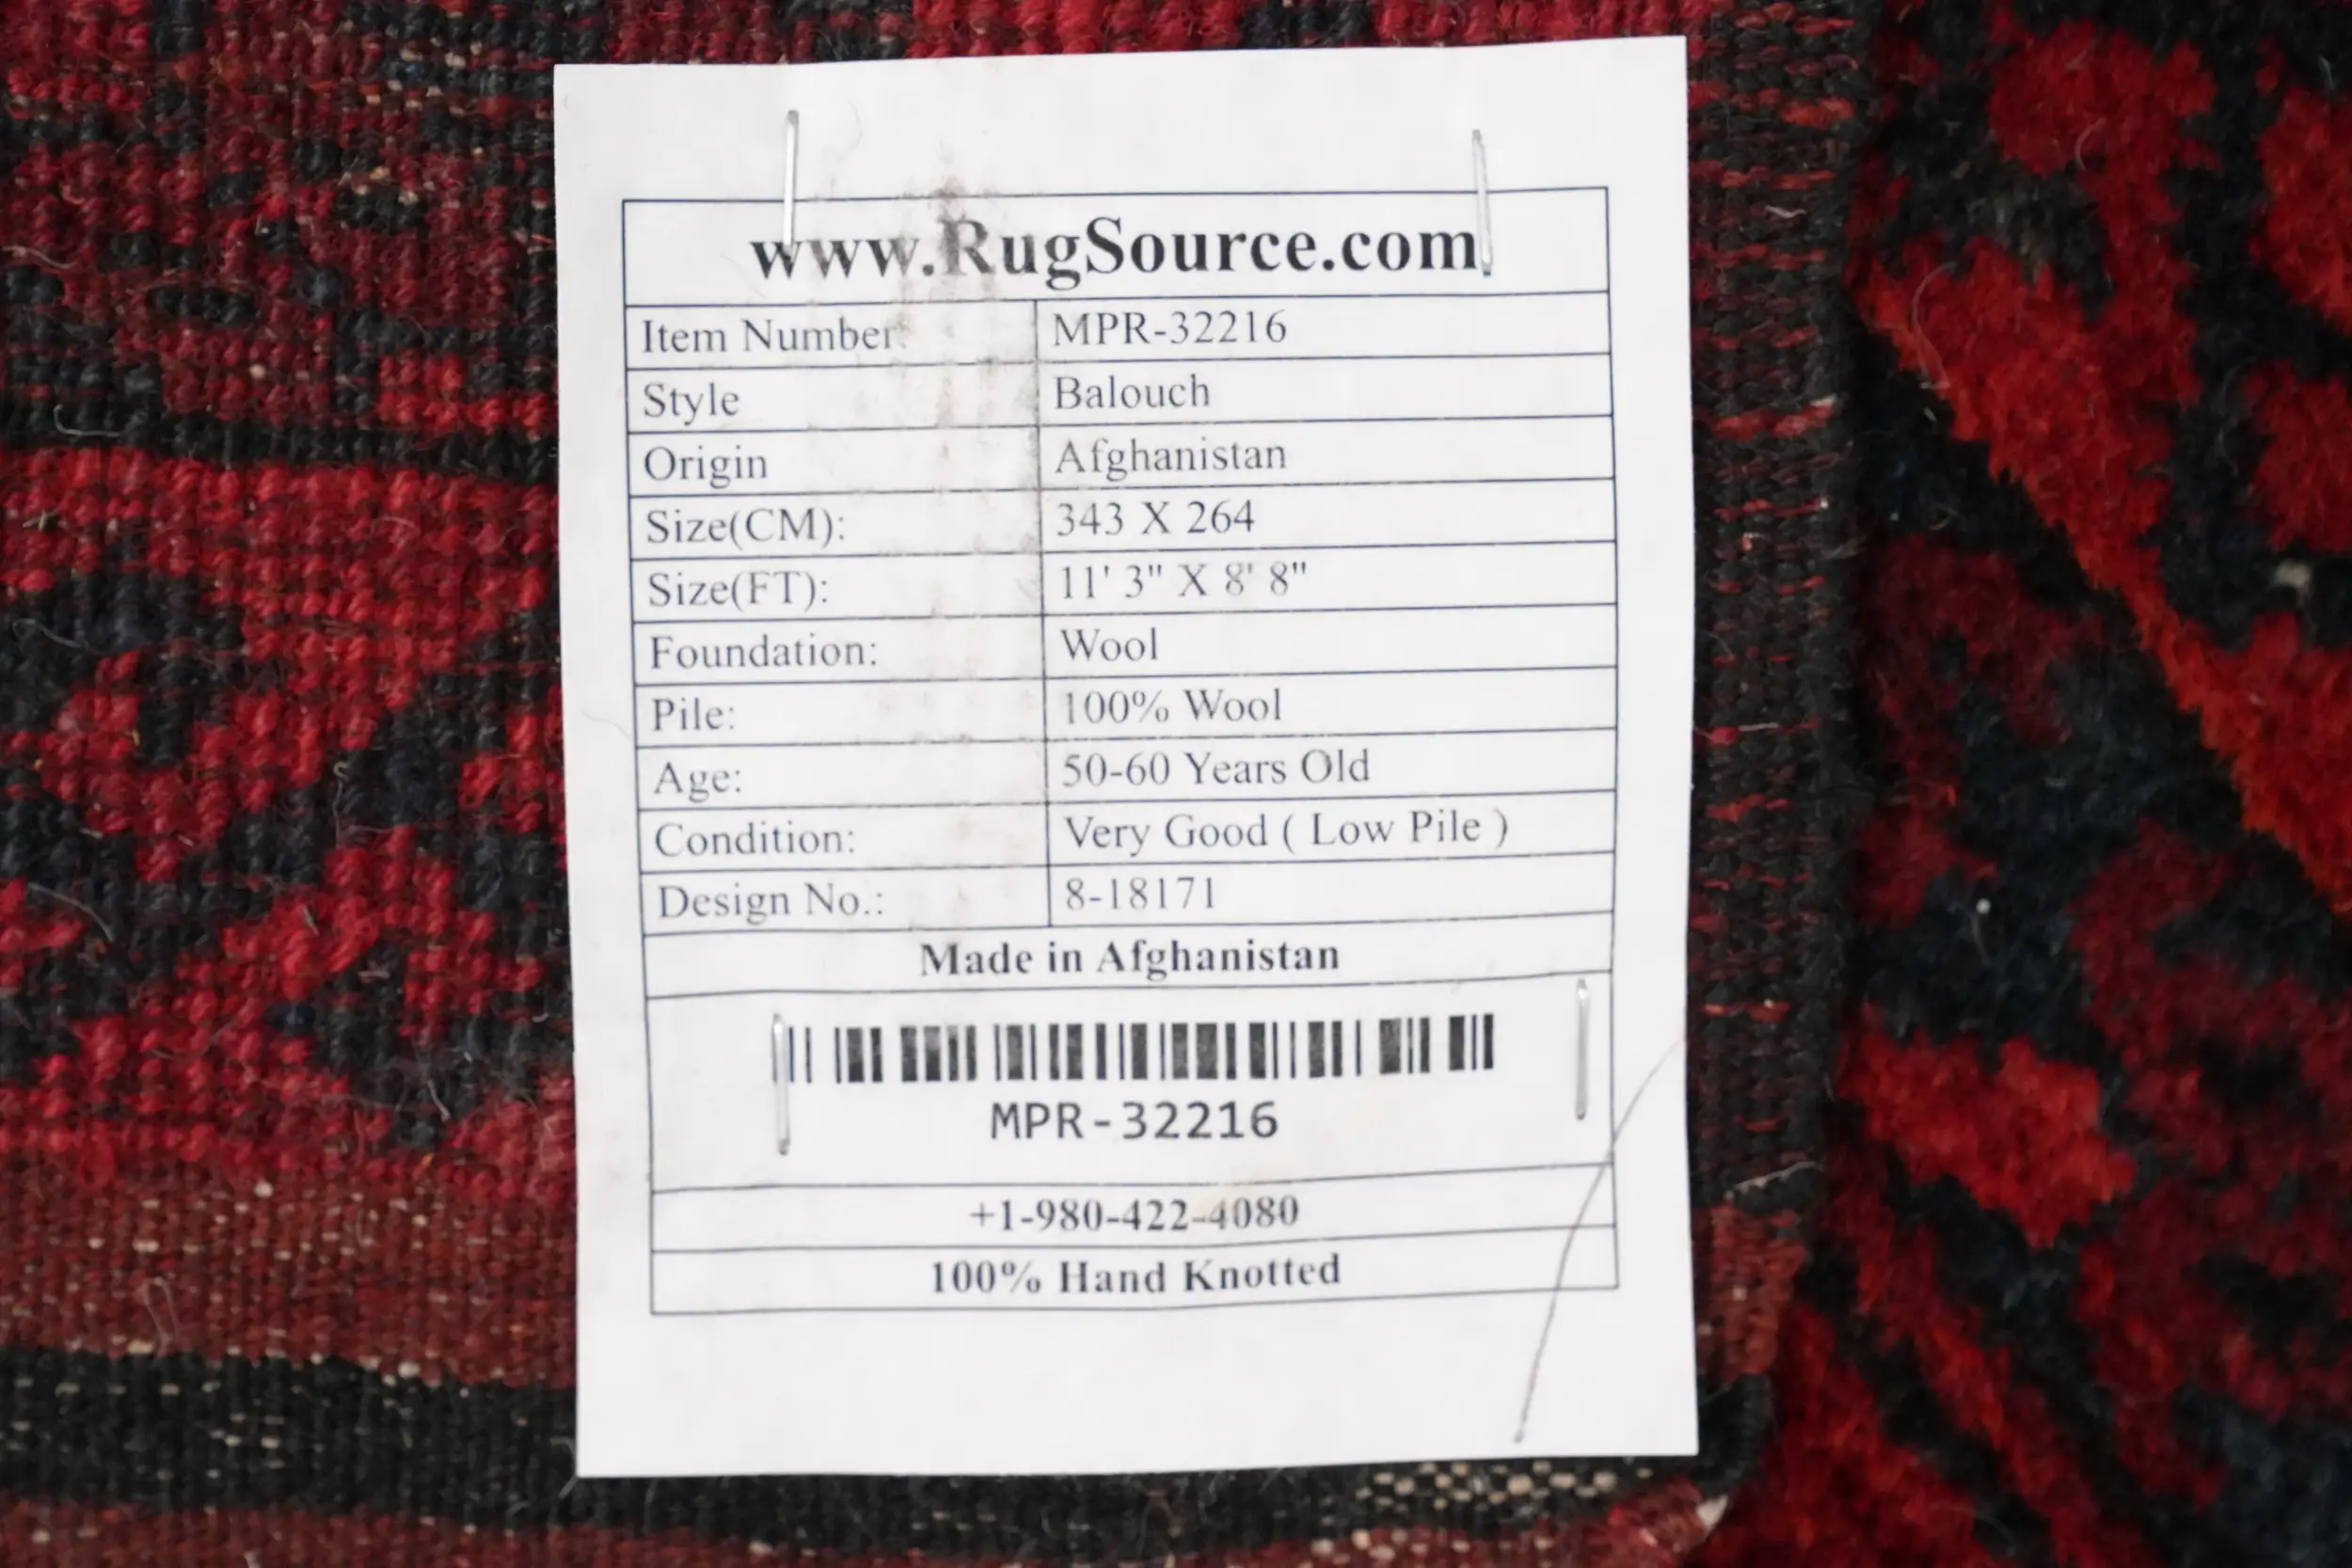 www.RugSource.com
Item Number: MPR-32216
Style Balouch
Origin Afghanistan
Size(CM): 343 X 264
Size(FT): 11' 3" X 8' 8"
Foundation: Wool
Pile: 100% Wool
Age: 50-60 Years Old
Condition: Very Good ( Low Pile )
Design No.: 8-18171
Made in Afghanistan
MPR-32216
+1-980-422-4080
100% Hand Knotted